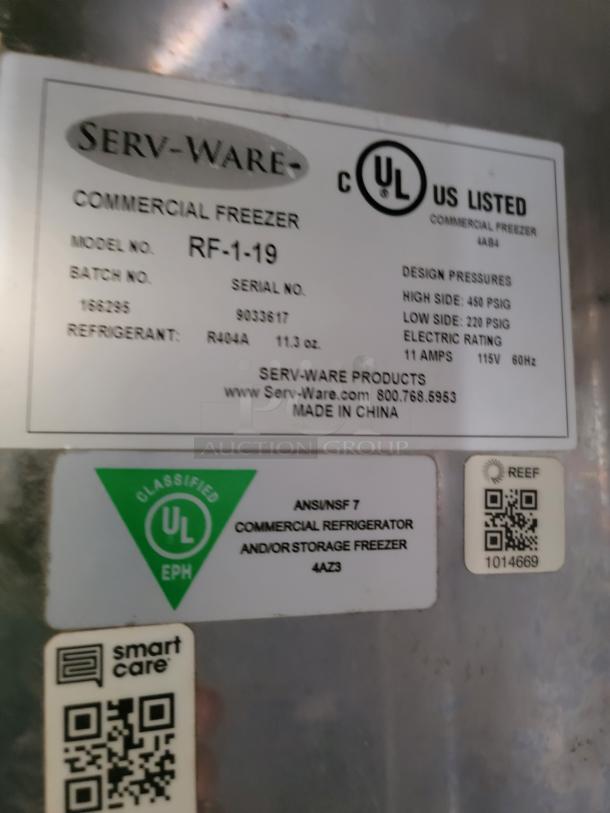 SERV-WARE
COMMERCIAL FREEZER
MODEL NO. RF-1-19
BATCH NO. SERIAL NO.
166295 9033617
REFRIGERANT: R404A 11.3 oz.
C UL ® US LISTED
COMMERCIAL FREEZER
4AB4
DESIGN PRESSURES
HIGH SIDE: 450 PSIG
LOW SIDE: 220 PSIG
ELECTRIC RATING
11 AMPS 115V 60Hz
SERV-WARE PRODUCTS
www.Serv-Ware.com 800.768.5953
MADE IN CHINA
AUCTION GROUP
CLASSIFIED
UL
EPH
ANSI/NSF 7
COMMERCIAL REFRIGERATOR
AND/OR STORAGE FREEZER
4AZ3
REEF
1014669
smart
care